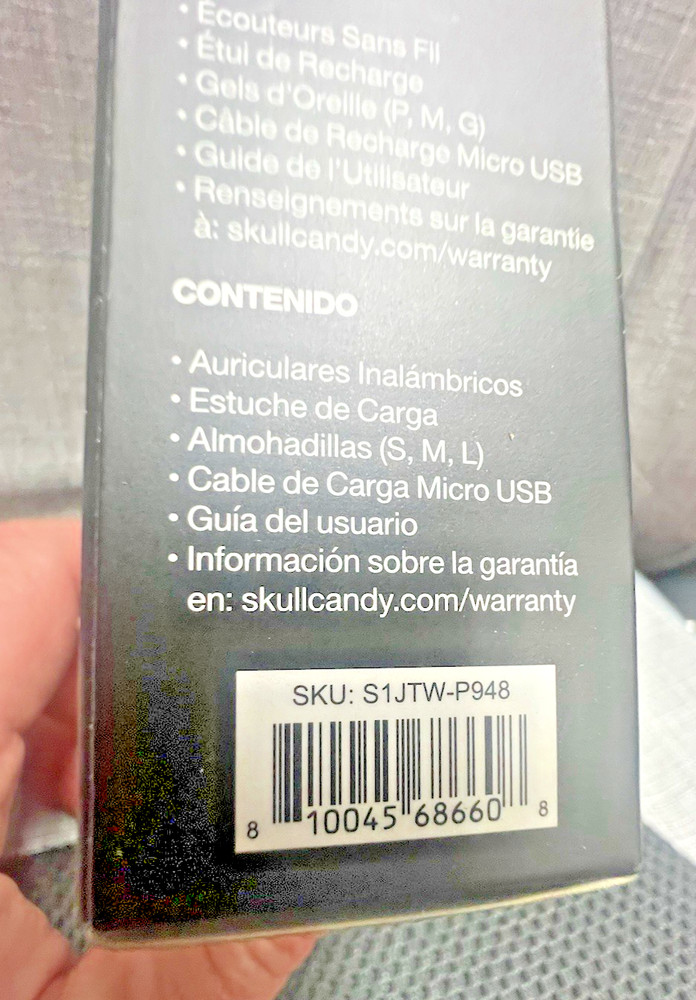 • Écouteurs Sans Fil
• Étui de Recharge
• Gels d'Oreille (P, M, G)
• Câble de Recharge Micro USB
• Guide de l'Utilisateur
• Renseignements sur la garantie
à: skullcandy.com/warranty
CONTENIDO
• Auriculares Inalámbricos
• Estuche de Carga
• Almohadillas (S, M, L)
• Cable de Carga Micro USB
• Guía del usuario
• Información sobre la garantía
en: skullcandy.com/warranty
SKU: S1JTW-P948
8 10045 68660 8